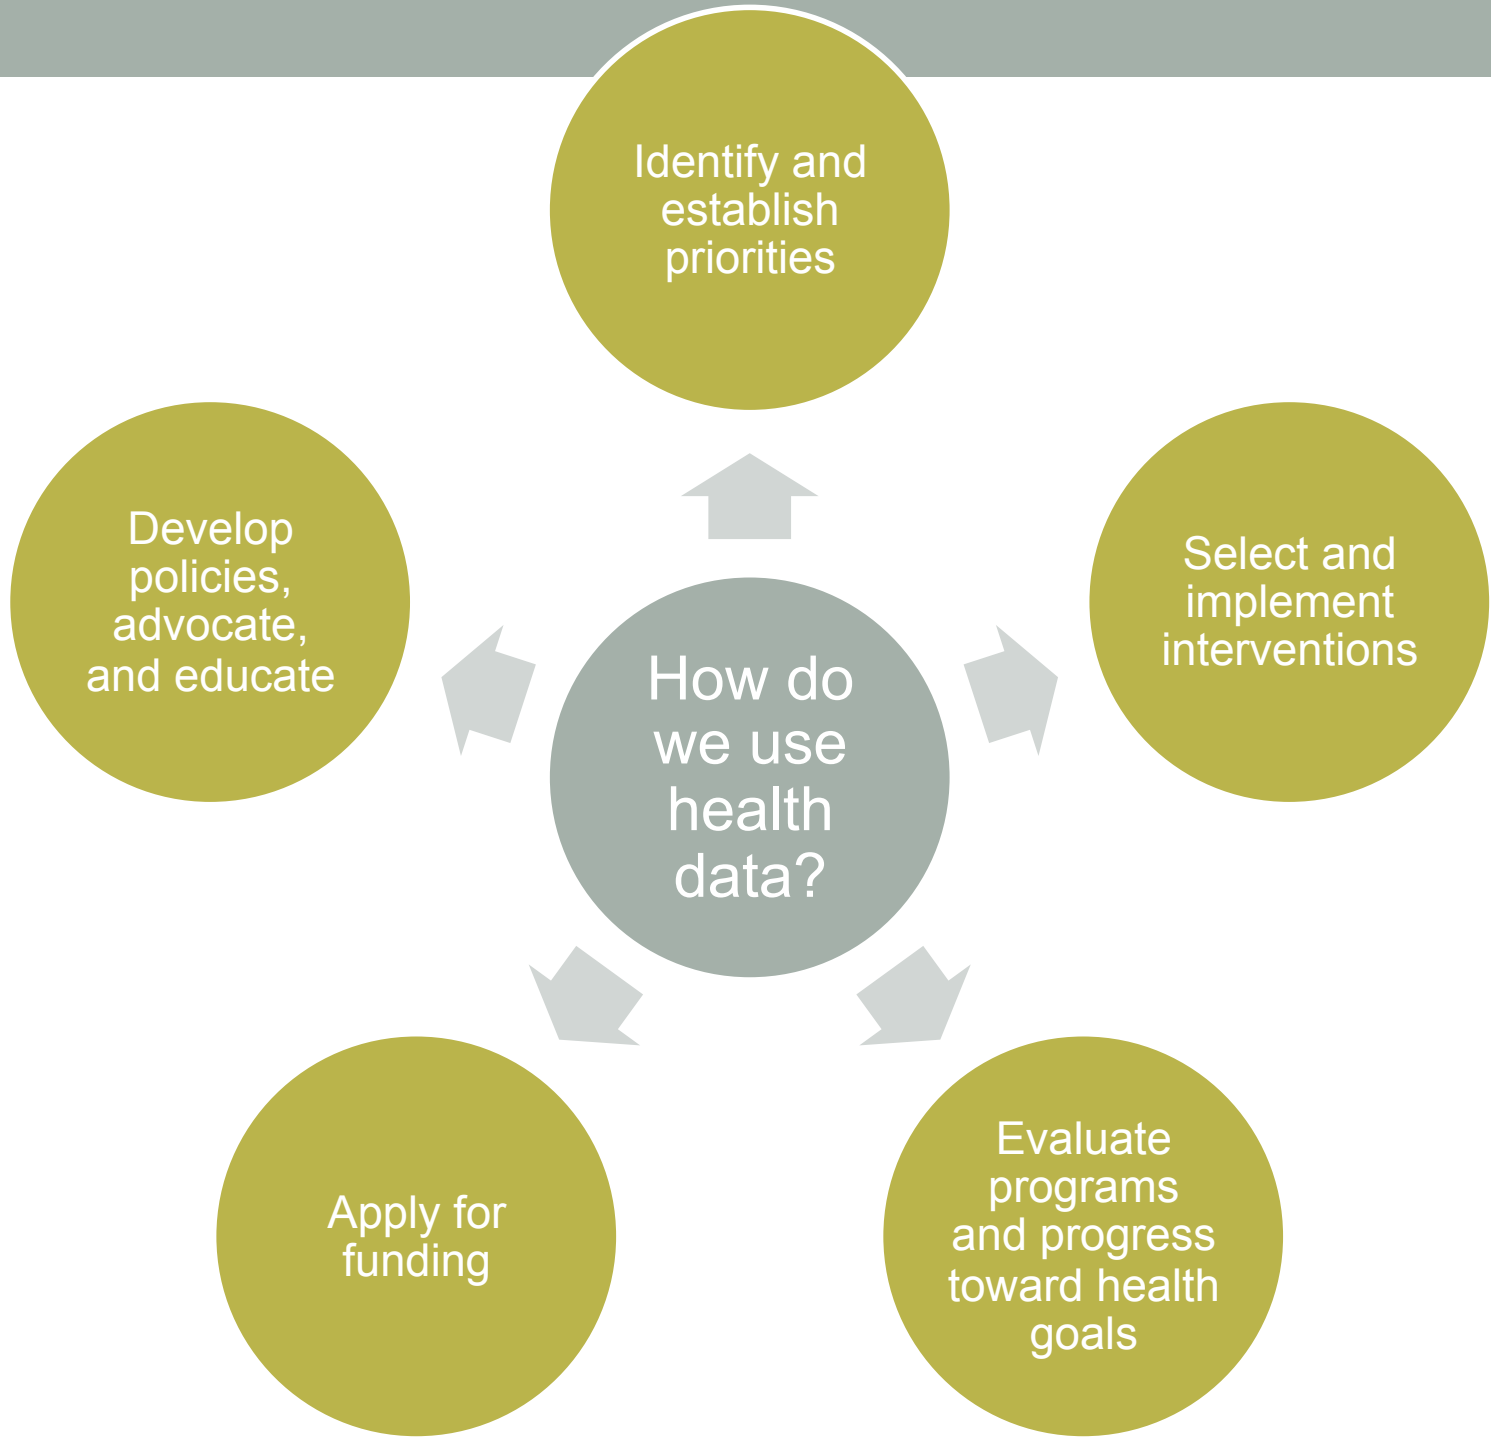 Identify and
establish
priorities
Select and
implement
interventions
Evaluate
programs
and progress
toward health
goals
Apply for
funding
Develop
policies,
advocate,
and educate
How do
we use
health
data?